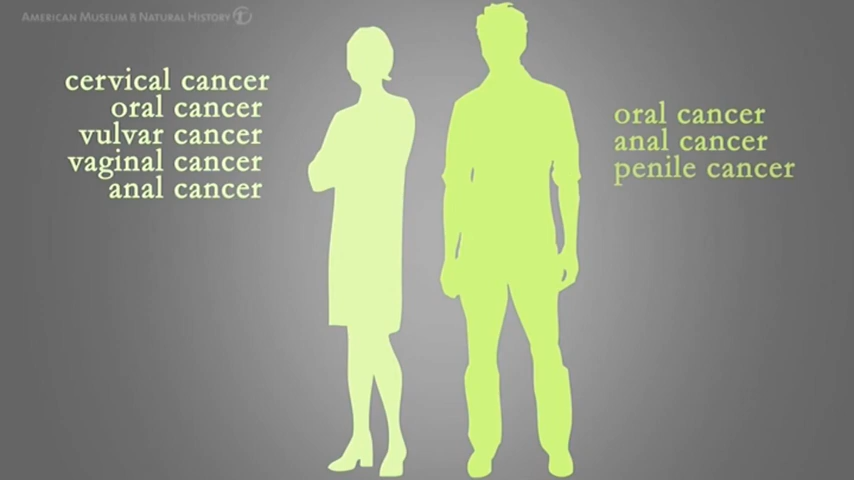 AMERICAN MUSEUM & NATURAL HISTORY
cervical cancer
oral cancer
vulvar cancer
vaginal cancer
anal cancer
oral cancer
anal cancer
penile cancer